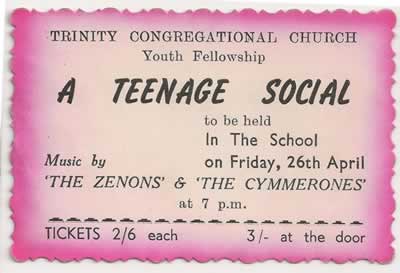 TRINITY CONGREGATIONAL CHURCH
Youth Fellowship
A TEENAGE SOCIAL
to be held
In The School
Music by on Friday, 26th April
'THE ZENONS' & 'THE CYMMERONES'
at 7 p.m.
TICKETS 2/6 each 3/- at the door